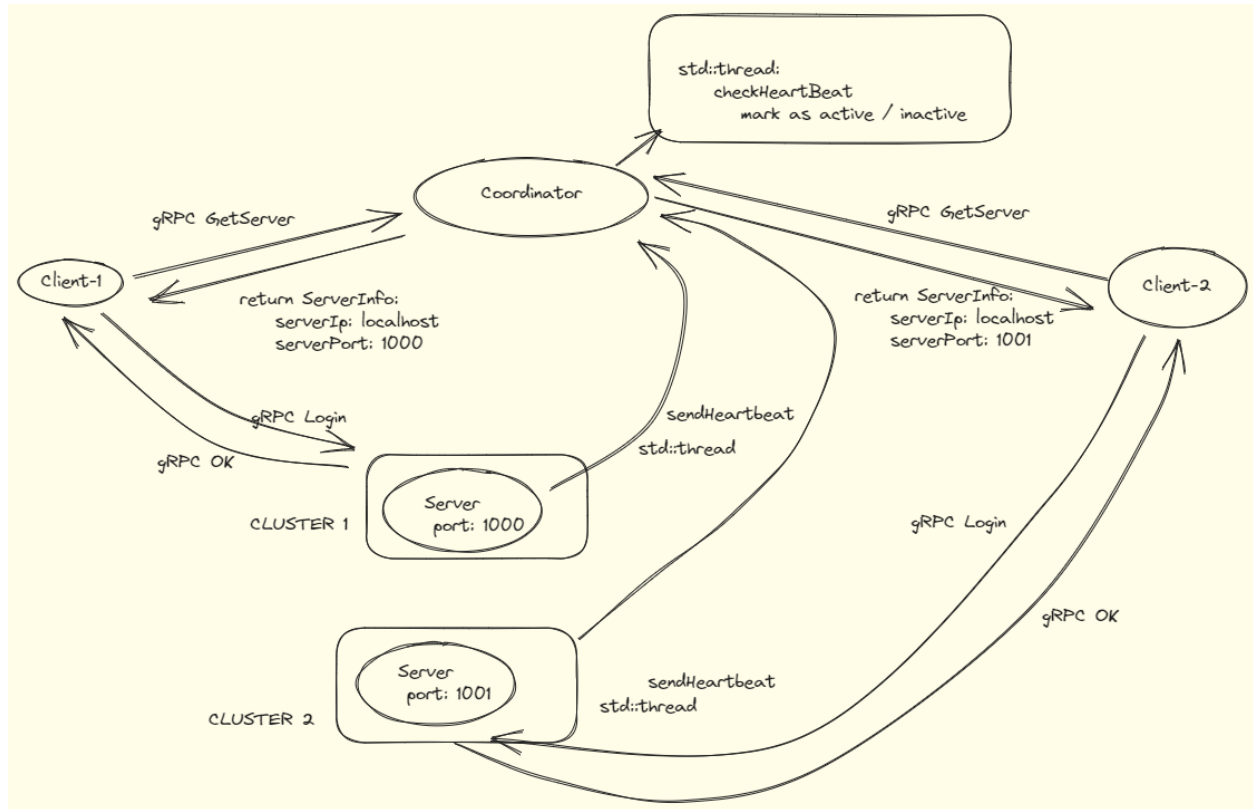 std::thread:
checkHeartBeat
mark as active / inactive
Coordinator
gRPC GetServer
gRPC GetServer
Client-1
Client-2
return ServerInfo:
serverIp: localhost
serverPort: 1000
return ServerInfo:
serverIp: localhost
serverPort: 1001
gRPC Login
gRPC OK
sendHeartbeat
std::thread
Server
port: 1000
CLUSTER 1
gRPC Login
gRPC OK
Server
port: 1001
CLUSTER 2
sendHeartbeat
std::thread